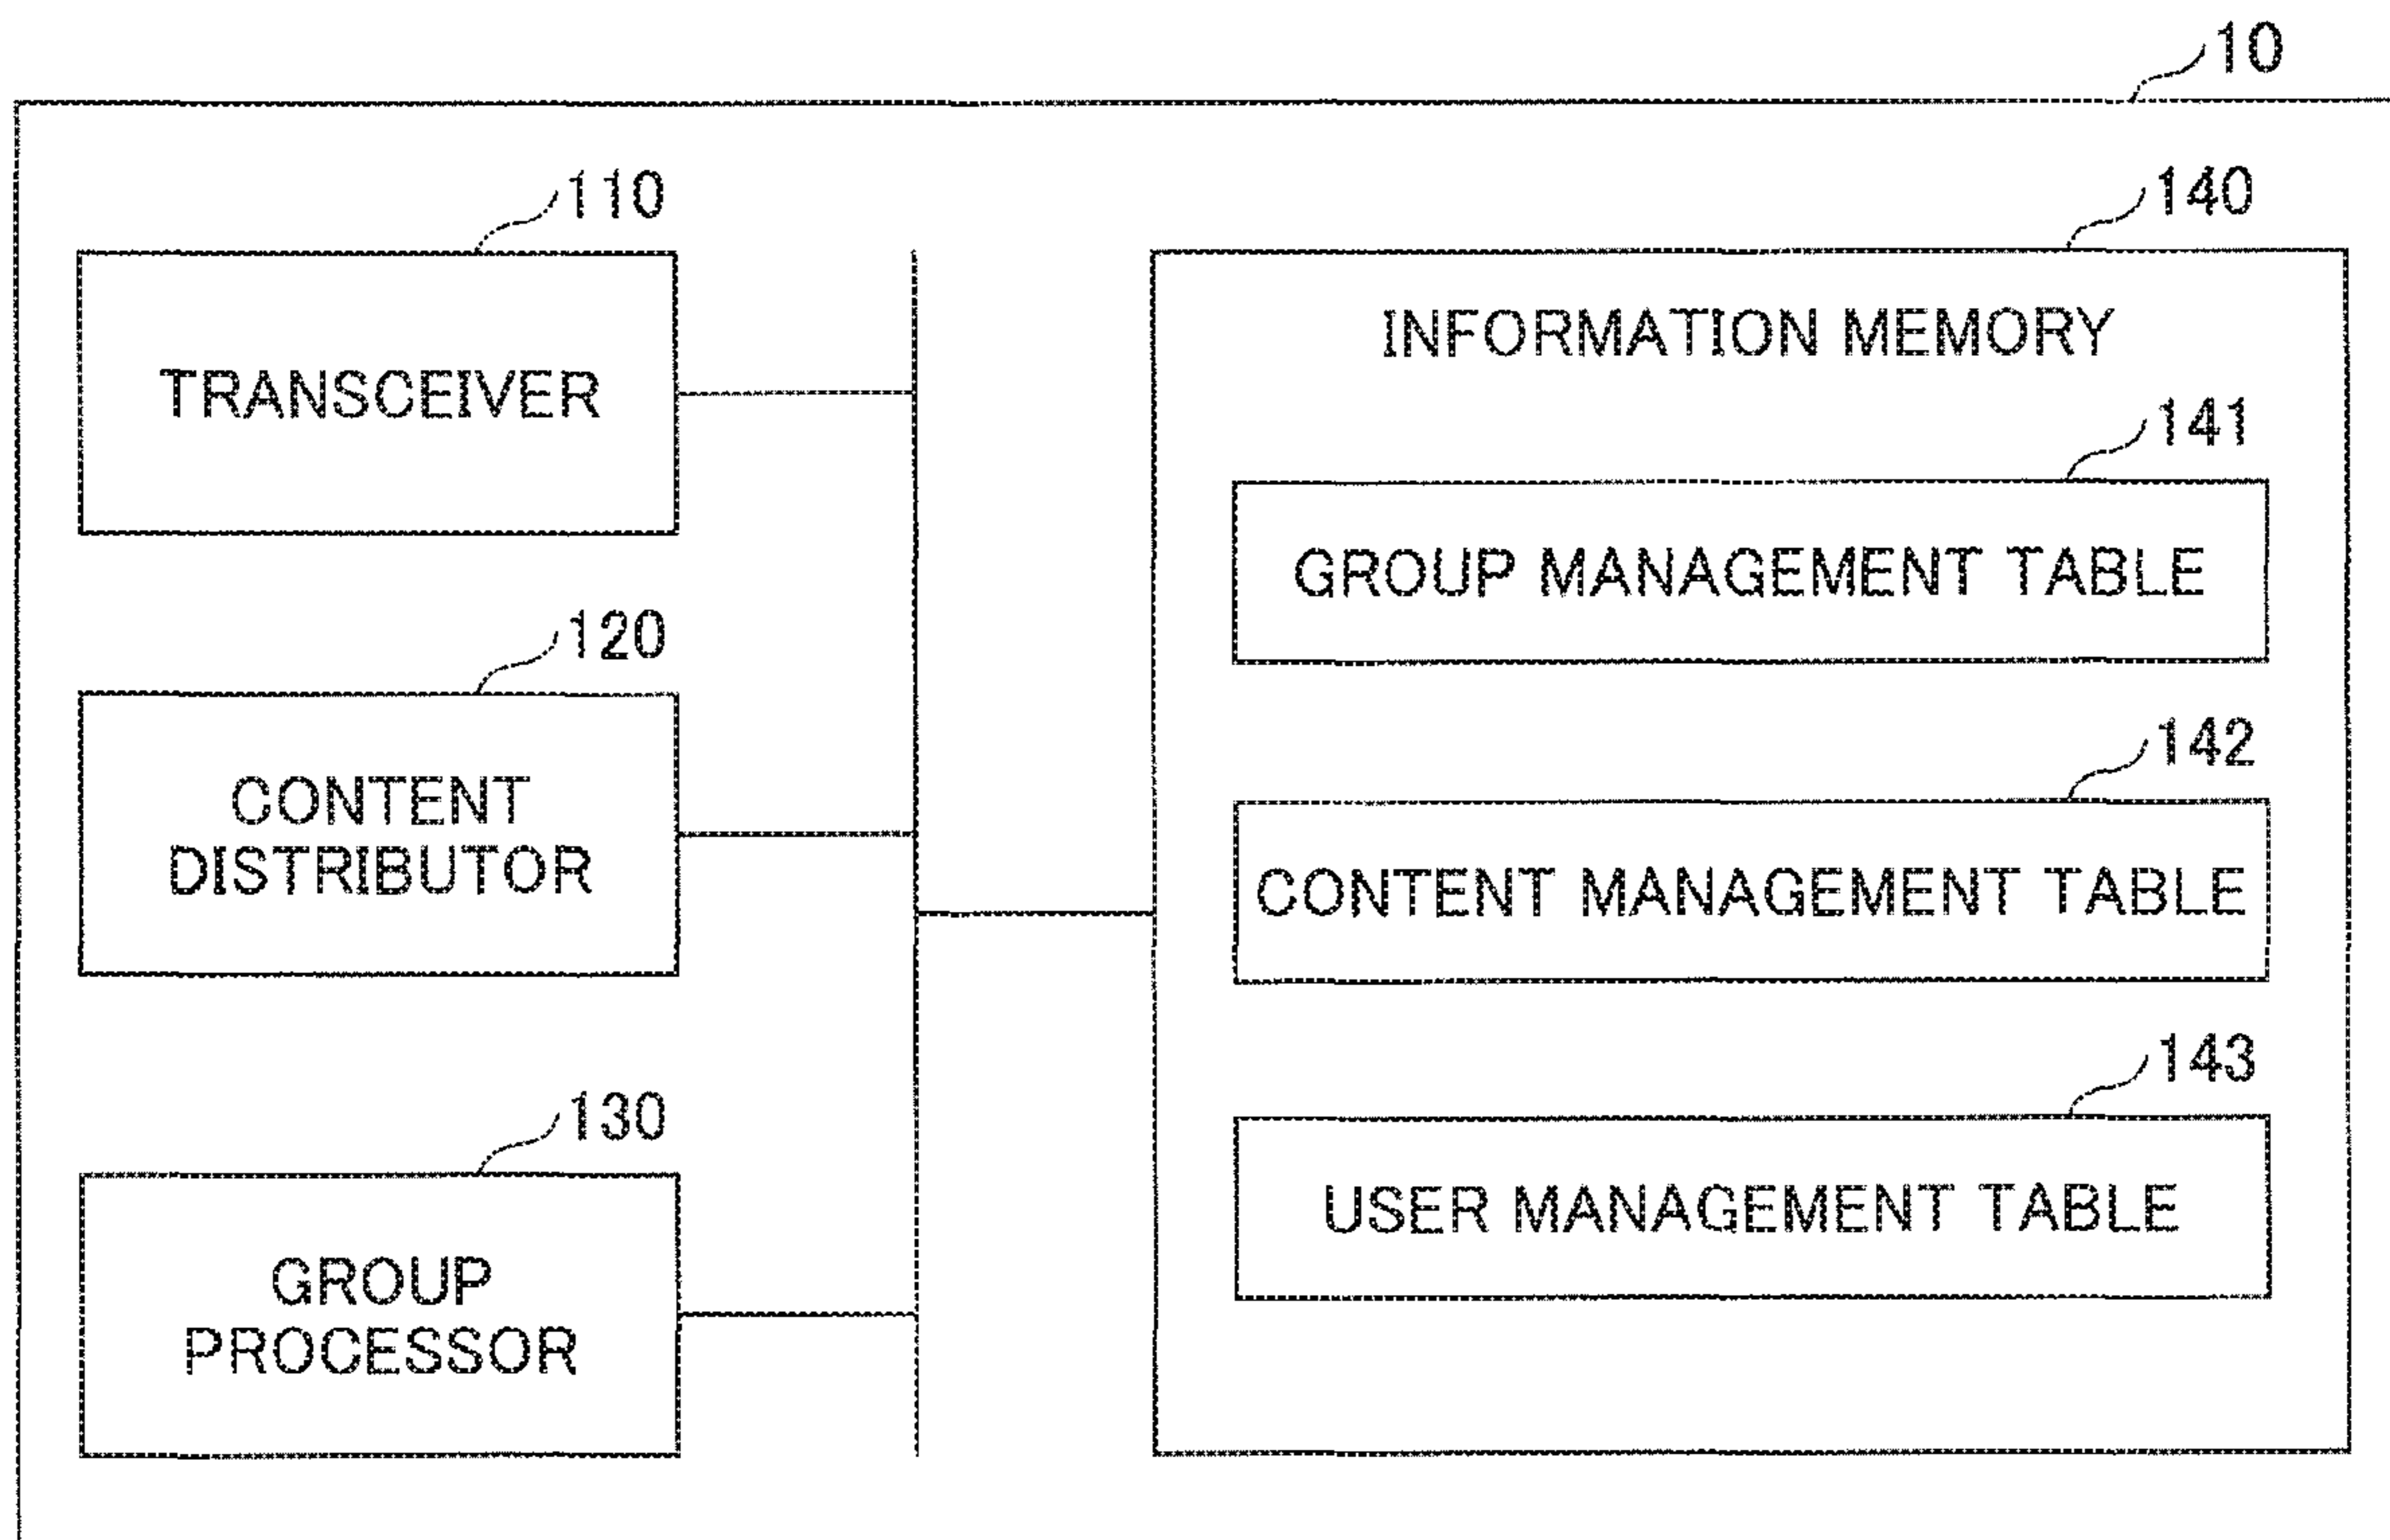 10
110
TRANSCEIVER
120
CONTENT
DISTRIBUTOR
130
GROUP
PROCESSOR
140
INFORMATION MEMORY
141
GROUP MANAGEMENT TABLE
142
CONTENT MANAGEMENT TABLE
143
USER MANAGEMENT TABLE